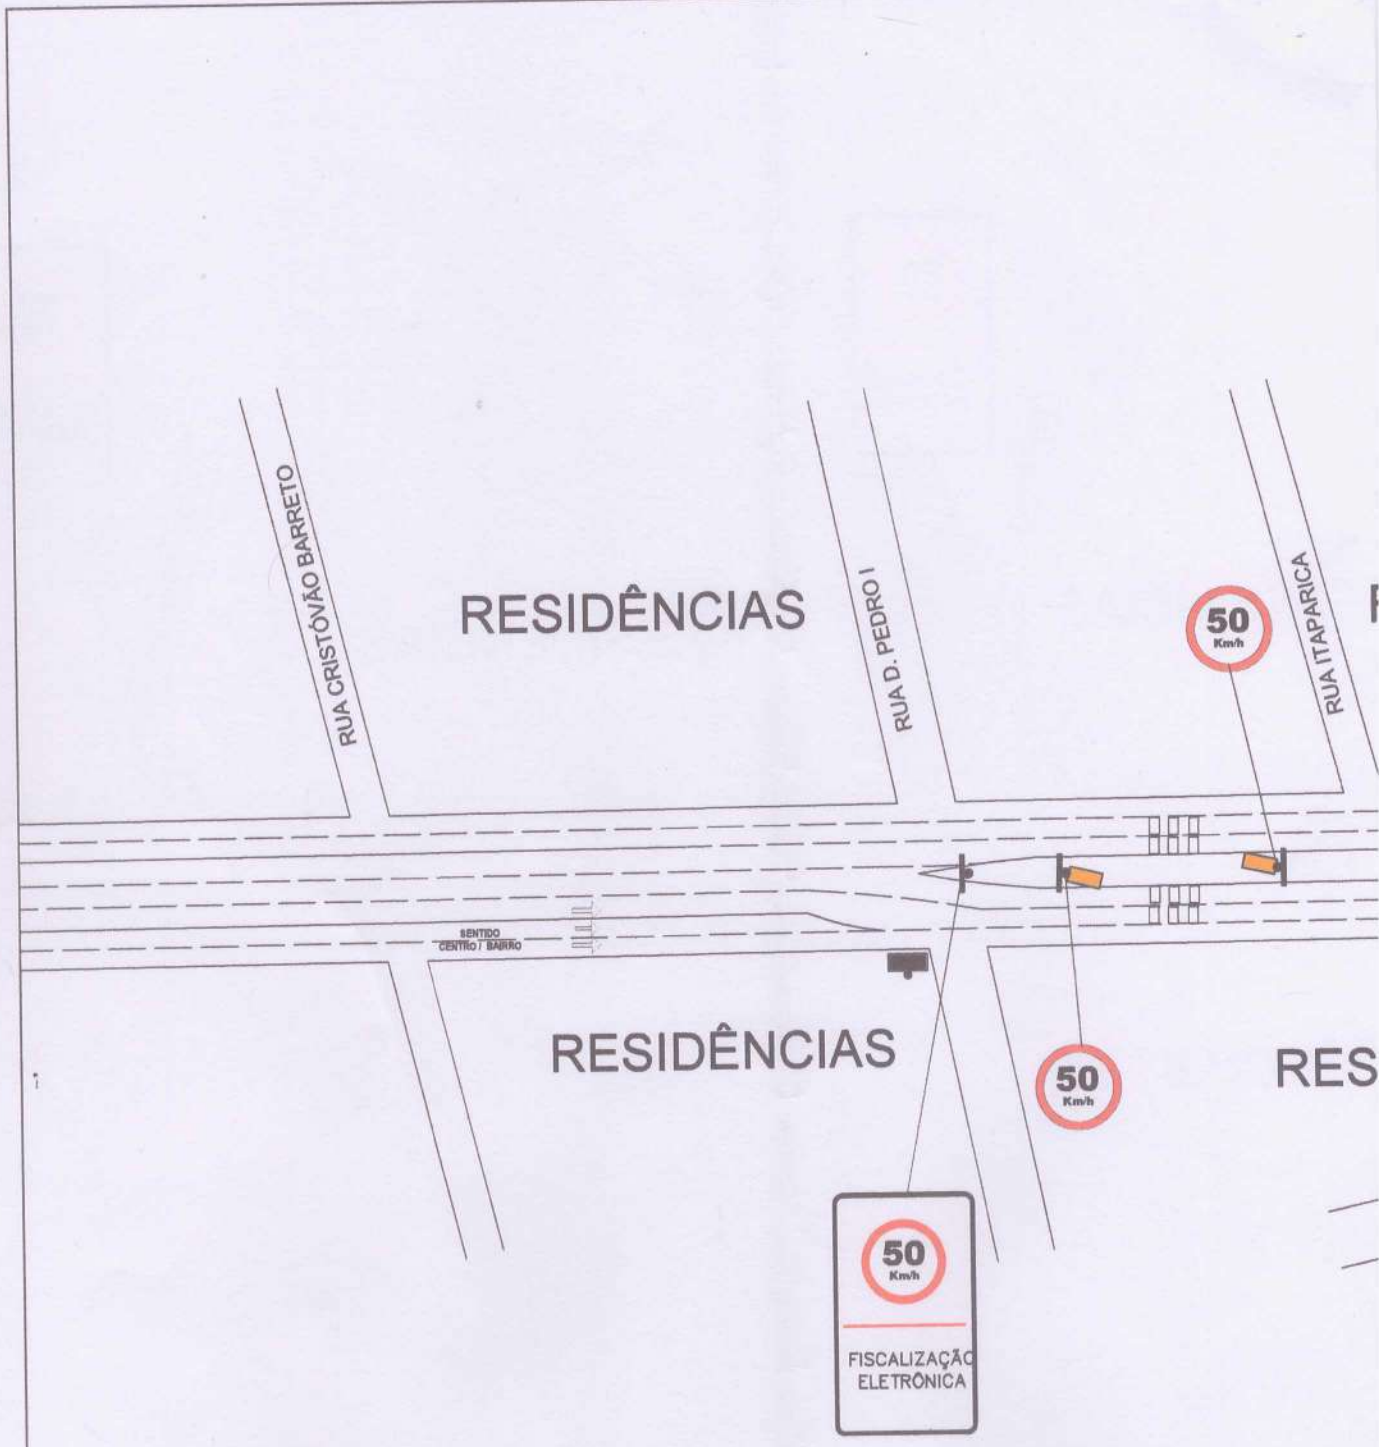 RUA CRISTÓVÃO BARRETO
RESIDÊNCIAS
RUA D. PEDRO I
50
Km/h
RUA ITAPARICA
SENTIDO
CENTRO / BAIRRO
RESIDÊNCIAS
50
Km/h
RES
50
Km/h
FISCALIZAÇÃO
ELETRÔNICA